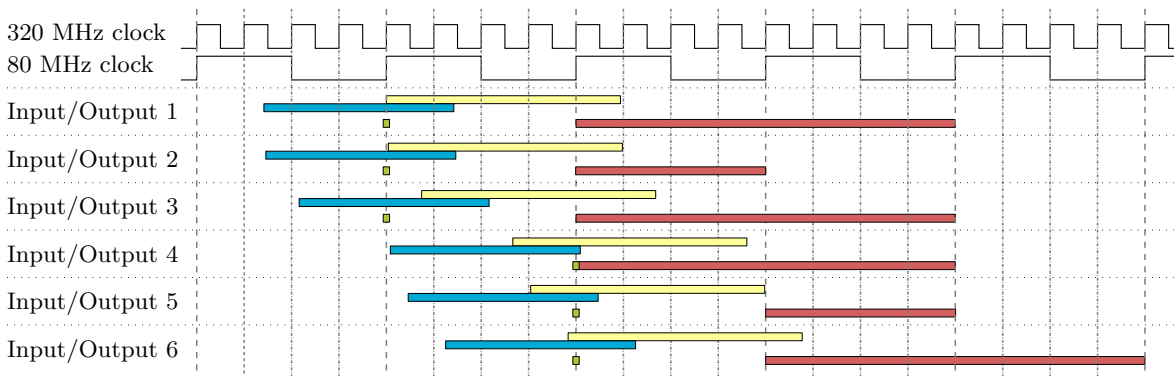 320 MHz clock
80 MHz clock
Input/Output 1
Input/Output 2
Input/Output 3
Input/Output 4
Input/Output 5
Input/Output 6